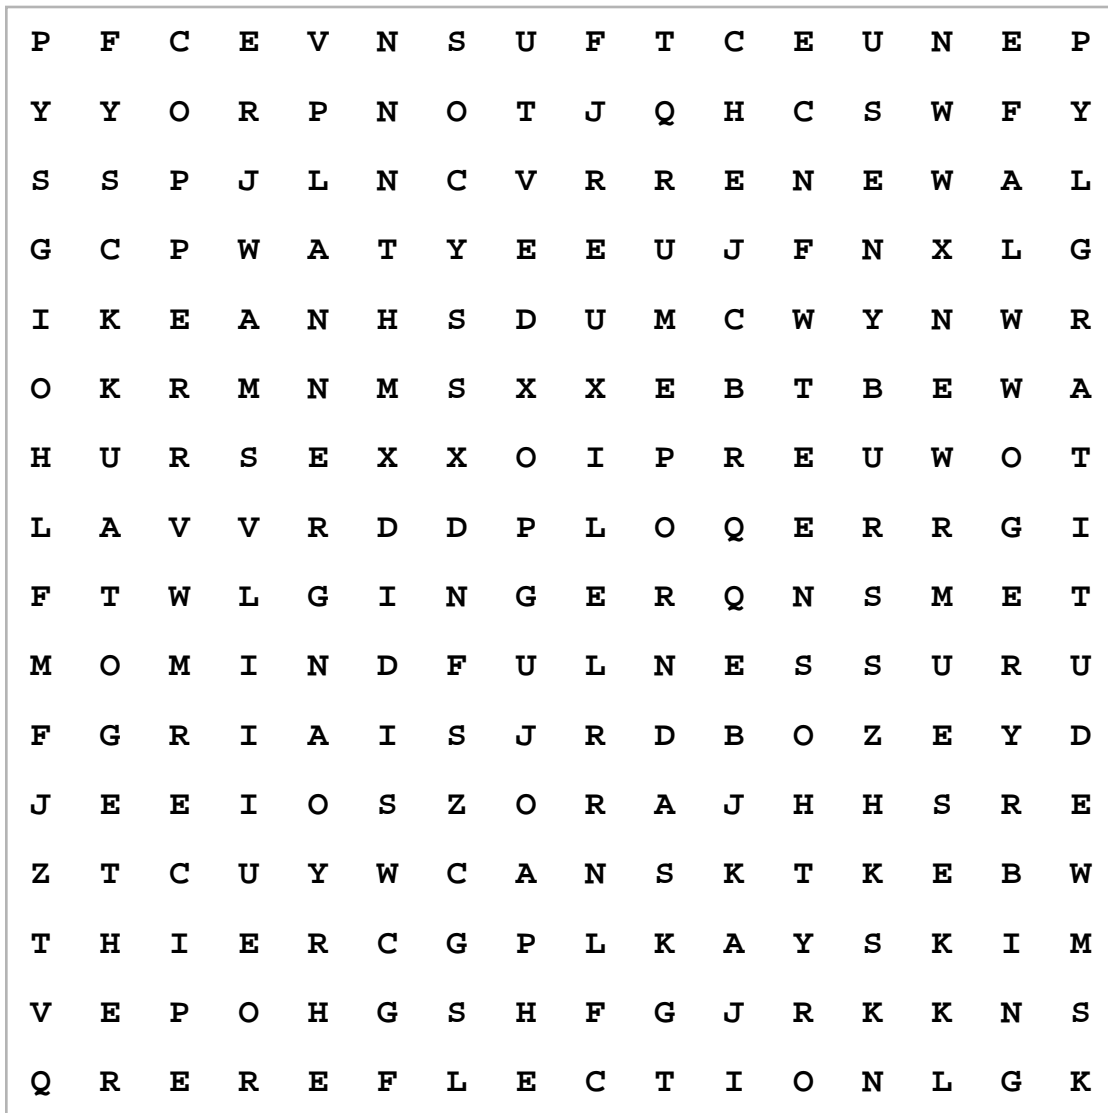 P F C E V N S U F T C E U N E P
Y Y O R P N O T J Q H C S W F Y
S S P J L N C V R R E N E W A L
G C P W A T Y E E U J F N X L G
I K E A N H S D U M C W Y N W R
O K R M N M S X X E B T B E W A
H U R S E X X O I P R E U W O T
L A V V R D D P L O Q E R R G I
F T W L G I N G E R Q N S M E T
M O M I N D F U L N E S S U R U
F G R I A I S J R D B O Z E Y D
J E E I O S Z O R A J H H S R E
Z T C U Y W C A N S K T K E B W
T H I E R C G P L K A Y S K I M
V E P O H G S H F G J R K K N S
Q R E R E F L E C T I O N L G K